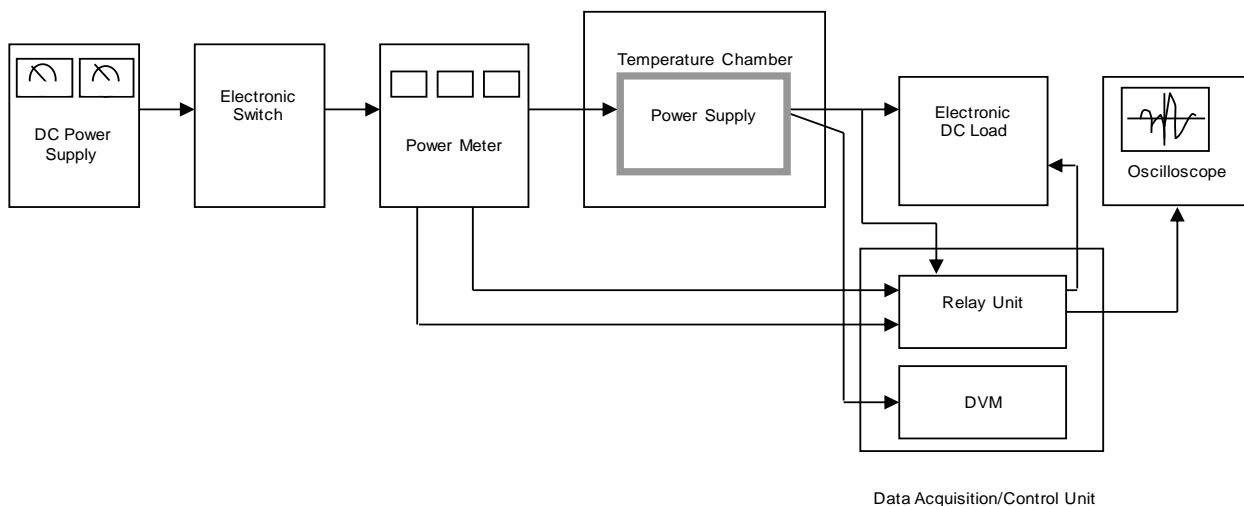 DC Power
Supply
Electronic
Switch
Power Meter
Temperature Chamber
Power Supply
Electronic
DC Load
Oscilloscope
Relay Unit
DVM
Data Acquisition/Control Unit